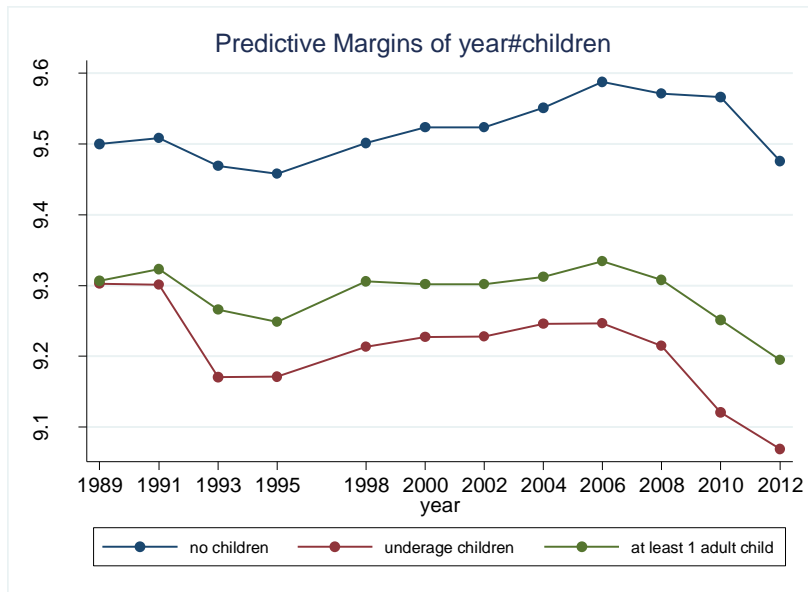 Predictive Margins of year#children
9.6
9.5
9.4
9.3
9.2
9.1
1989 1991 1993 1995 1998 2000 2002 2004 2006 2008 2010 2012
year
no children underage children at least 1 adult child